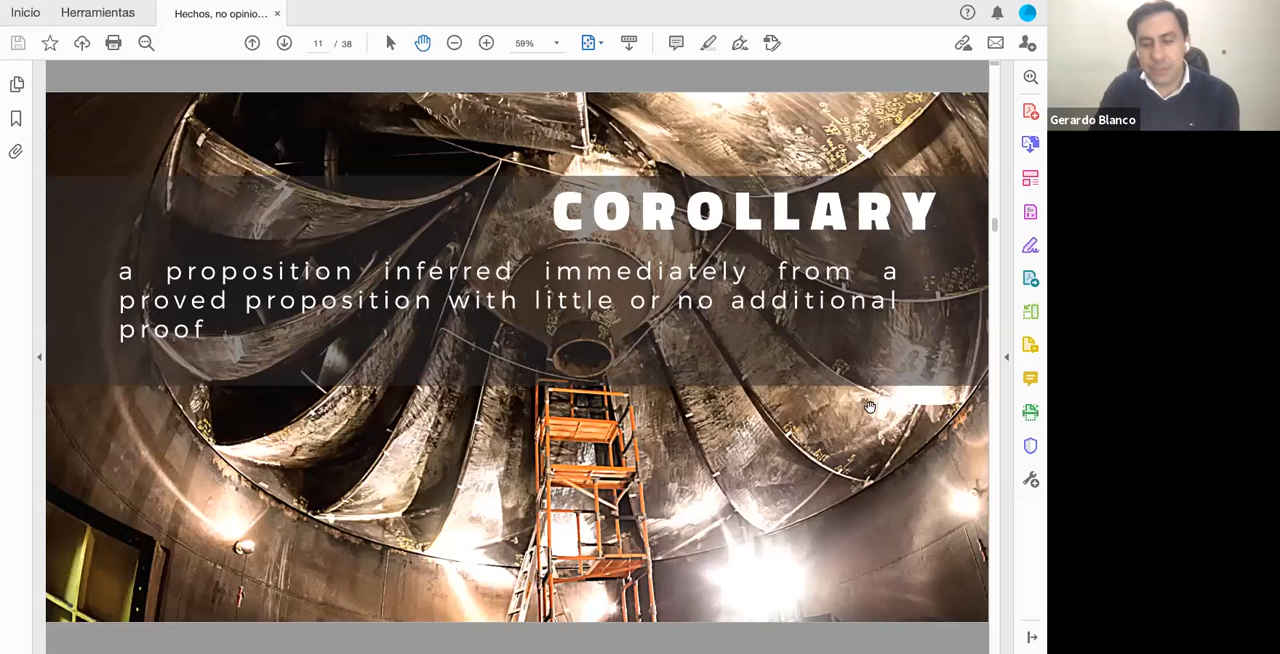 Inicio
Herramientas
Hechos, no opinio...
11 / 38
59%
Gerardo Blanco
COROLLARY
a proposition inferred immediately from a
proved proposition with little or no additional
proof